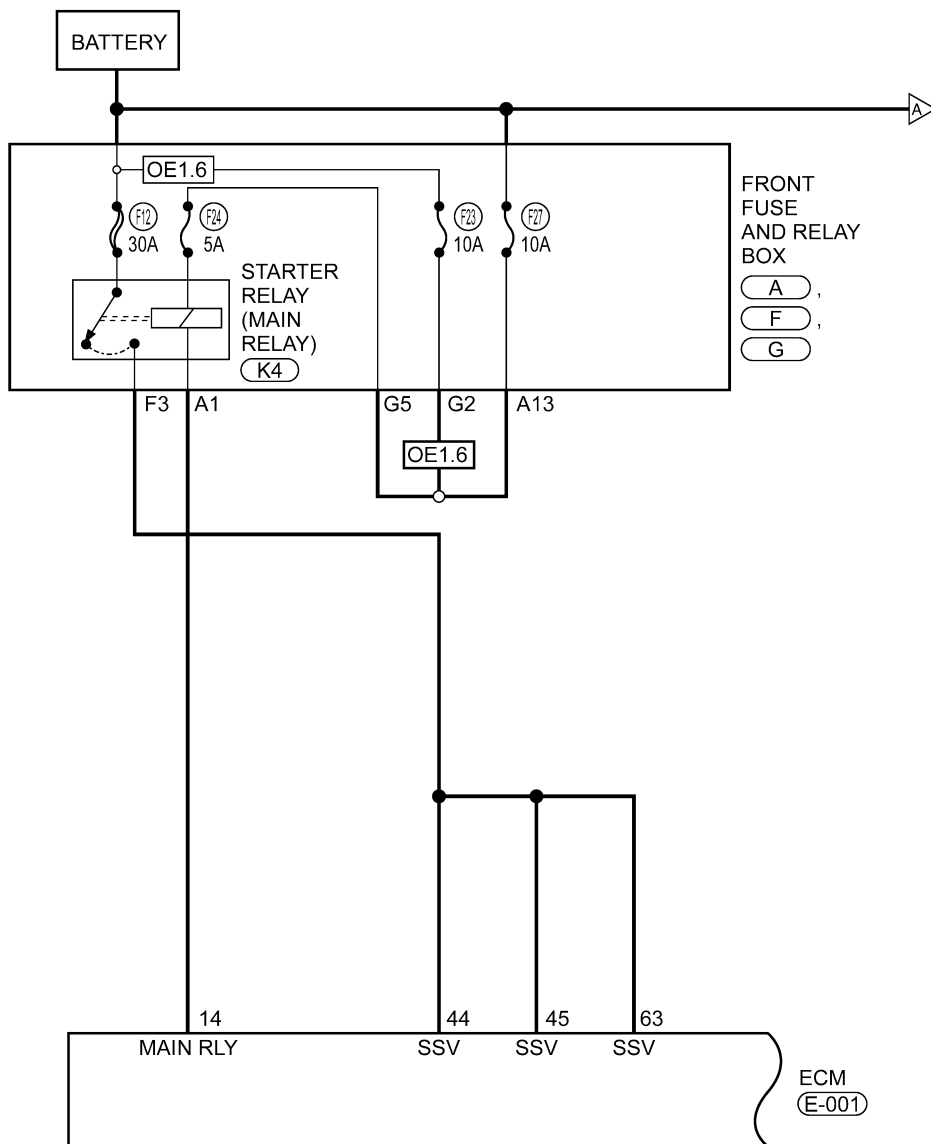 BATTERY
A
OE1.6
F12
30A
F24
5A
F23
10A
F27
10A
FRONT
FUSE
AND RELAY
BOX
A ,
F ,
G
STARTER
RELAY
(MAIN
RELAY)
K4
F3
A1
G5
G2
A13
OE1.6
14
44
45
63
MAIN RLY
SSV
SSV
SSV
ECM
E-001